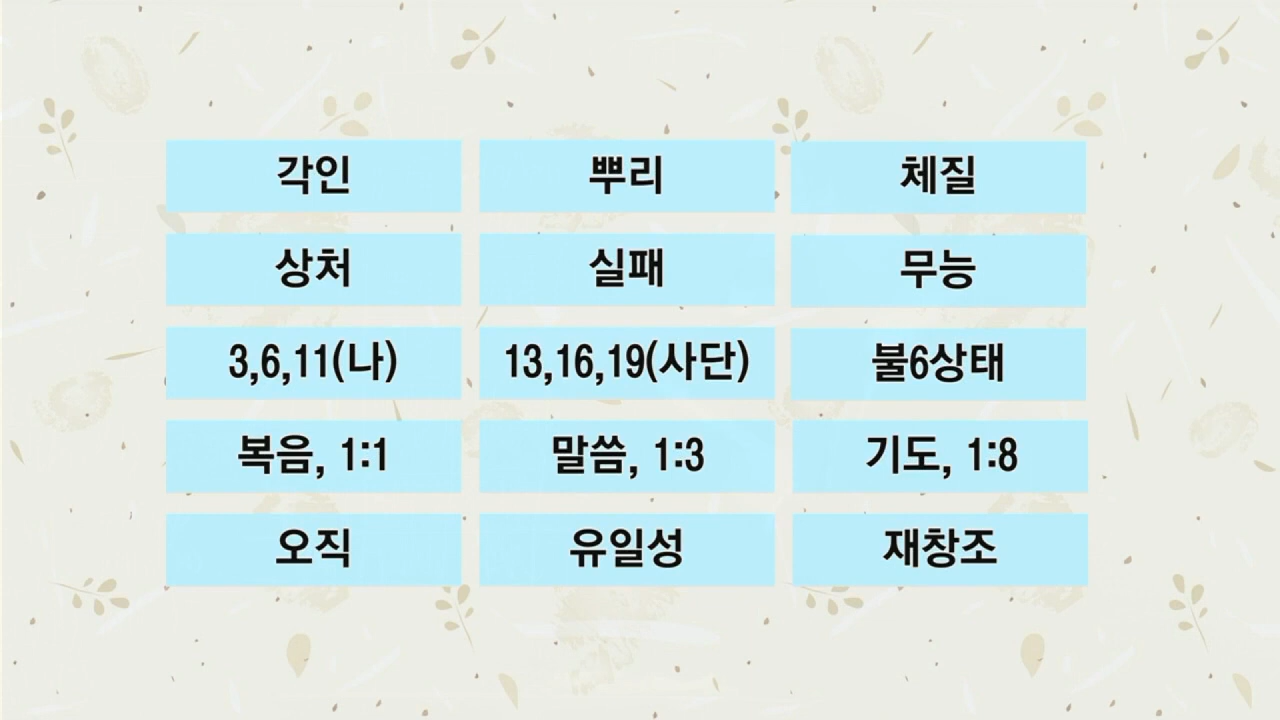 각인 뿌리 체질
상처 실패 무능
3,6,11(나) 13,16,19(사단) 불6상태
복음, 1:1 말씀, 1:3 기도, 1:8
오직 유일성 재창조